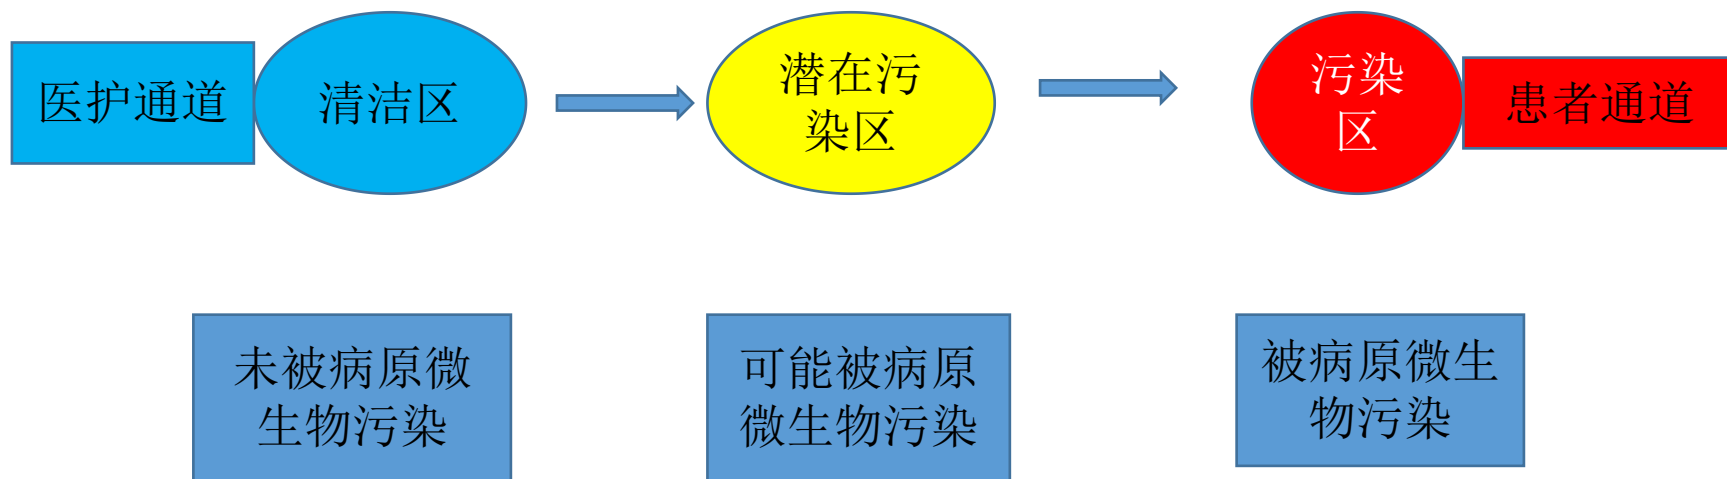 医护通道
清洁区
潜在污
染区
污染
区
患者通道
未被病原微
生物污染
可能被病原
微生物污染
被病原微生
物污染